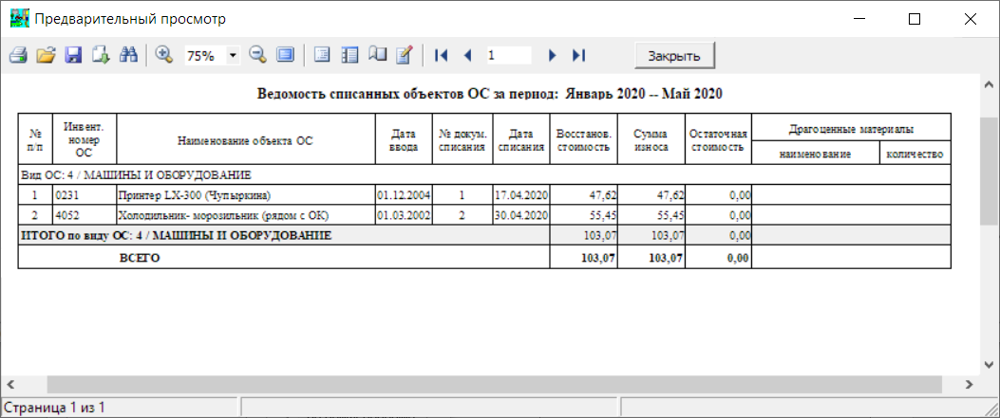 Предварительный просмотр
75% 1 Закрыть
Ведомость списанных объектов ОС за период: Январь 2020 -- Май 2020
№ п/п Инвент. номер ОС Наименование объекта ОС Дата ввода № докум. списания Дата списания Восстанов. стоимость Сумма износа Остаточная стоимость Драгоценные материалы
наименование количество
Вид ОС: 4 / МАШИНЫ И ОБОРУДОВАНИЕ
1 0231 Принтер LX-300 (Чупыркина) 01.12.2004 1 17.04.2020 47,62 47,62 0,00
2 4052 Холодильник- морозильник (рядом с ОК) 01.03.2002 2 30.04.2020 55,45 55,45 0,00
ИТОГО по виду ОС: 4 / МАШИНЫ И ОБОРУДОВАНИЕ 103,07 103,07 0,00
ВСЕГО 103,07 103,07 0,00
Страница 1 из 1